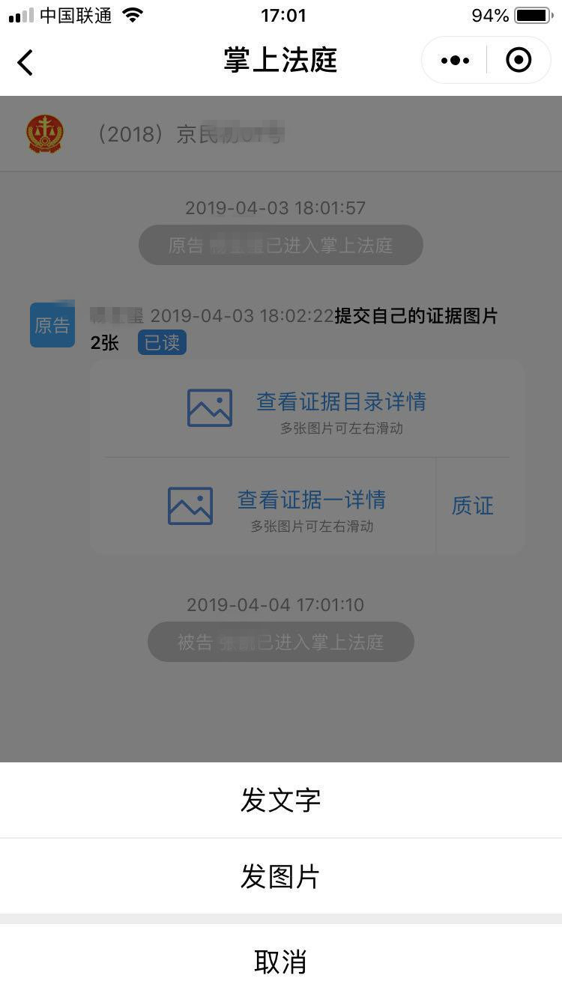 中国联通
17:01
94%
掌上法庭
（2018）京民
2019-04-03 18:01:57
原告 已进入掌上法庭
原告
玺 2019-04-03 18:02:22提交自己的证据图片
2张 已读
查看证据目录详情
多张图片可左右滑动
查看证据一详情
多张图片可左右滑动
质证
2019-04-04 17:01:10
被告 已进入掌上法庭
发文字
发图片
取消